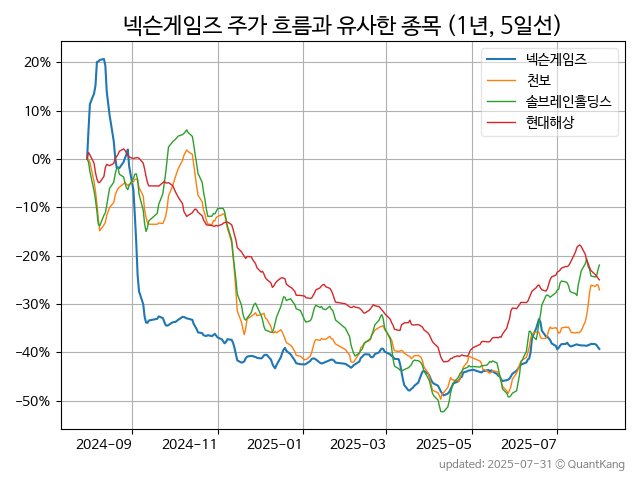 넥슨게임즈 주가 흐름과 유사한 종목 (1년, 5일선)
넥슨게임즈
천보
솔브레인홀딩스
현대해상
20%
10%
0%
−10%
−20%
−30%
−40%
−50%
2024-09 2024-11 2025-01 2025-03 2025-05 2025-07
updated: 2025-07-31 © QuantKang